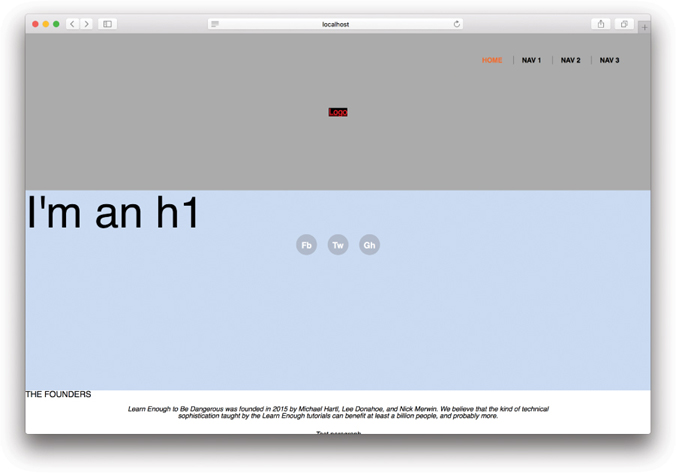 localhost
HOME NAV 1 NAV 2 NAV 3
Logo
I'm an h1
Fb Tw Gh
THE FOUNDERS
Learn Enough to Be Dangerous was founded in 2015 by Michael Hartl, Lee Donahoe, and Nick Merwin. We believe that the kind of technical
sophistication taught by the Learn Enough tutorials can benefit at least a billion people, and probably more.
Test paragraph